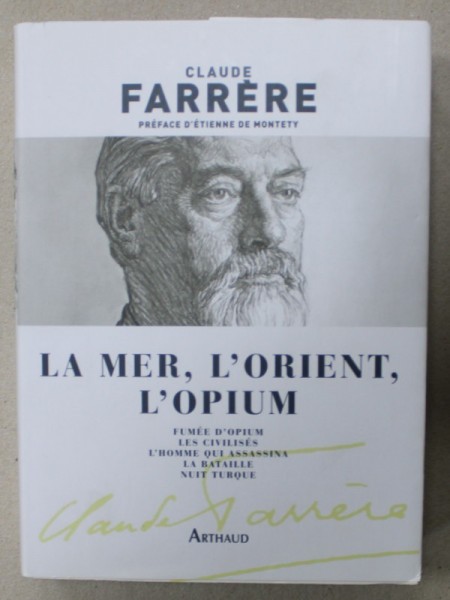 CLAUDE
FARRÈRE
PRÉFACE D'ÉTIENNE DE MONTETY
LA MER, L'ORIENT,
L'OPIUM
FUMÉE D'OPIUM
LES CIVILISÉS
L'HOMME QUI ASSASSINA
LA BATAILLE
NUIT TURQUE
Claude Farrère
ARTHAUD